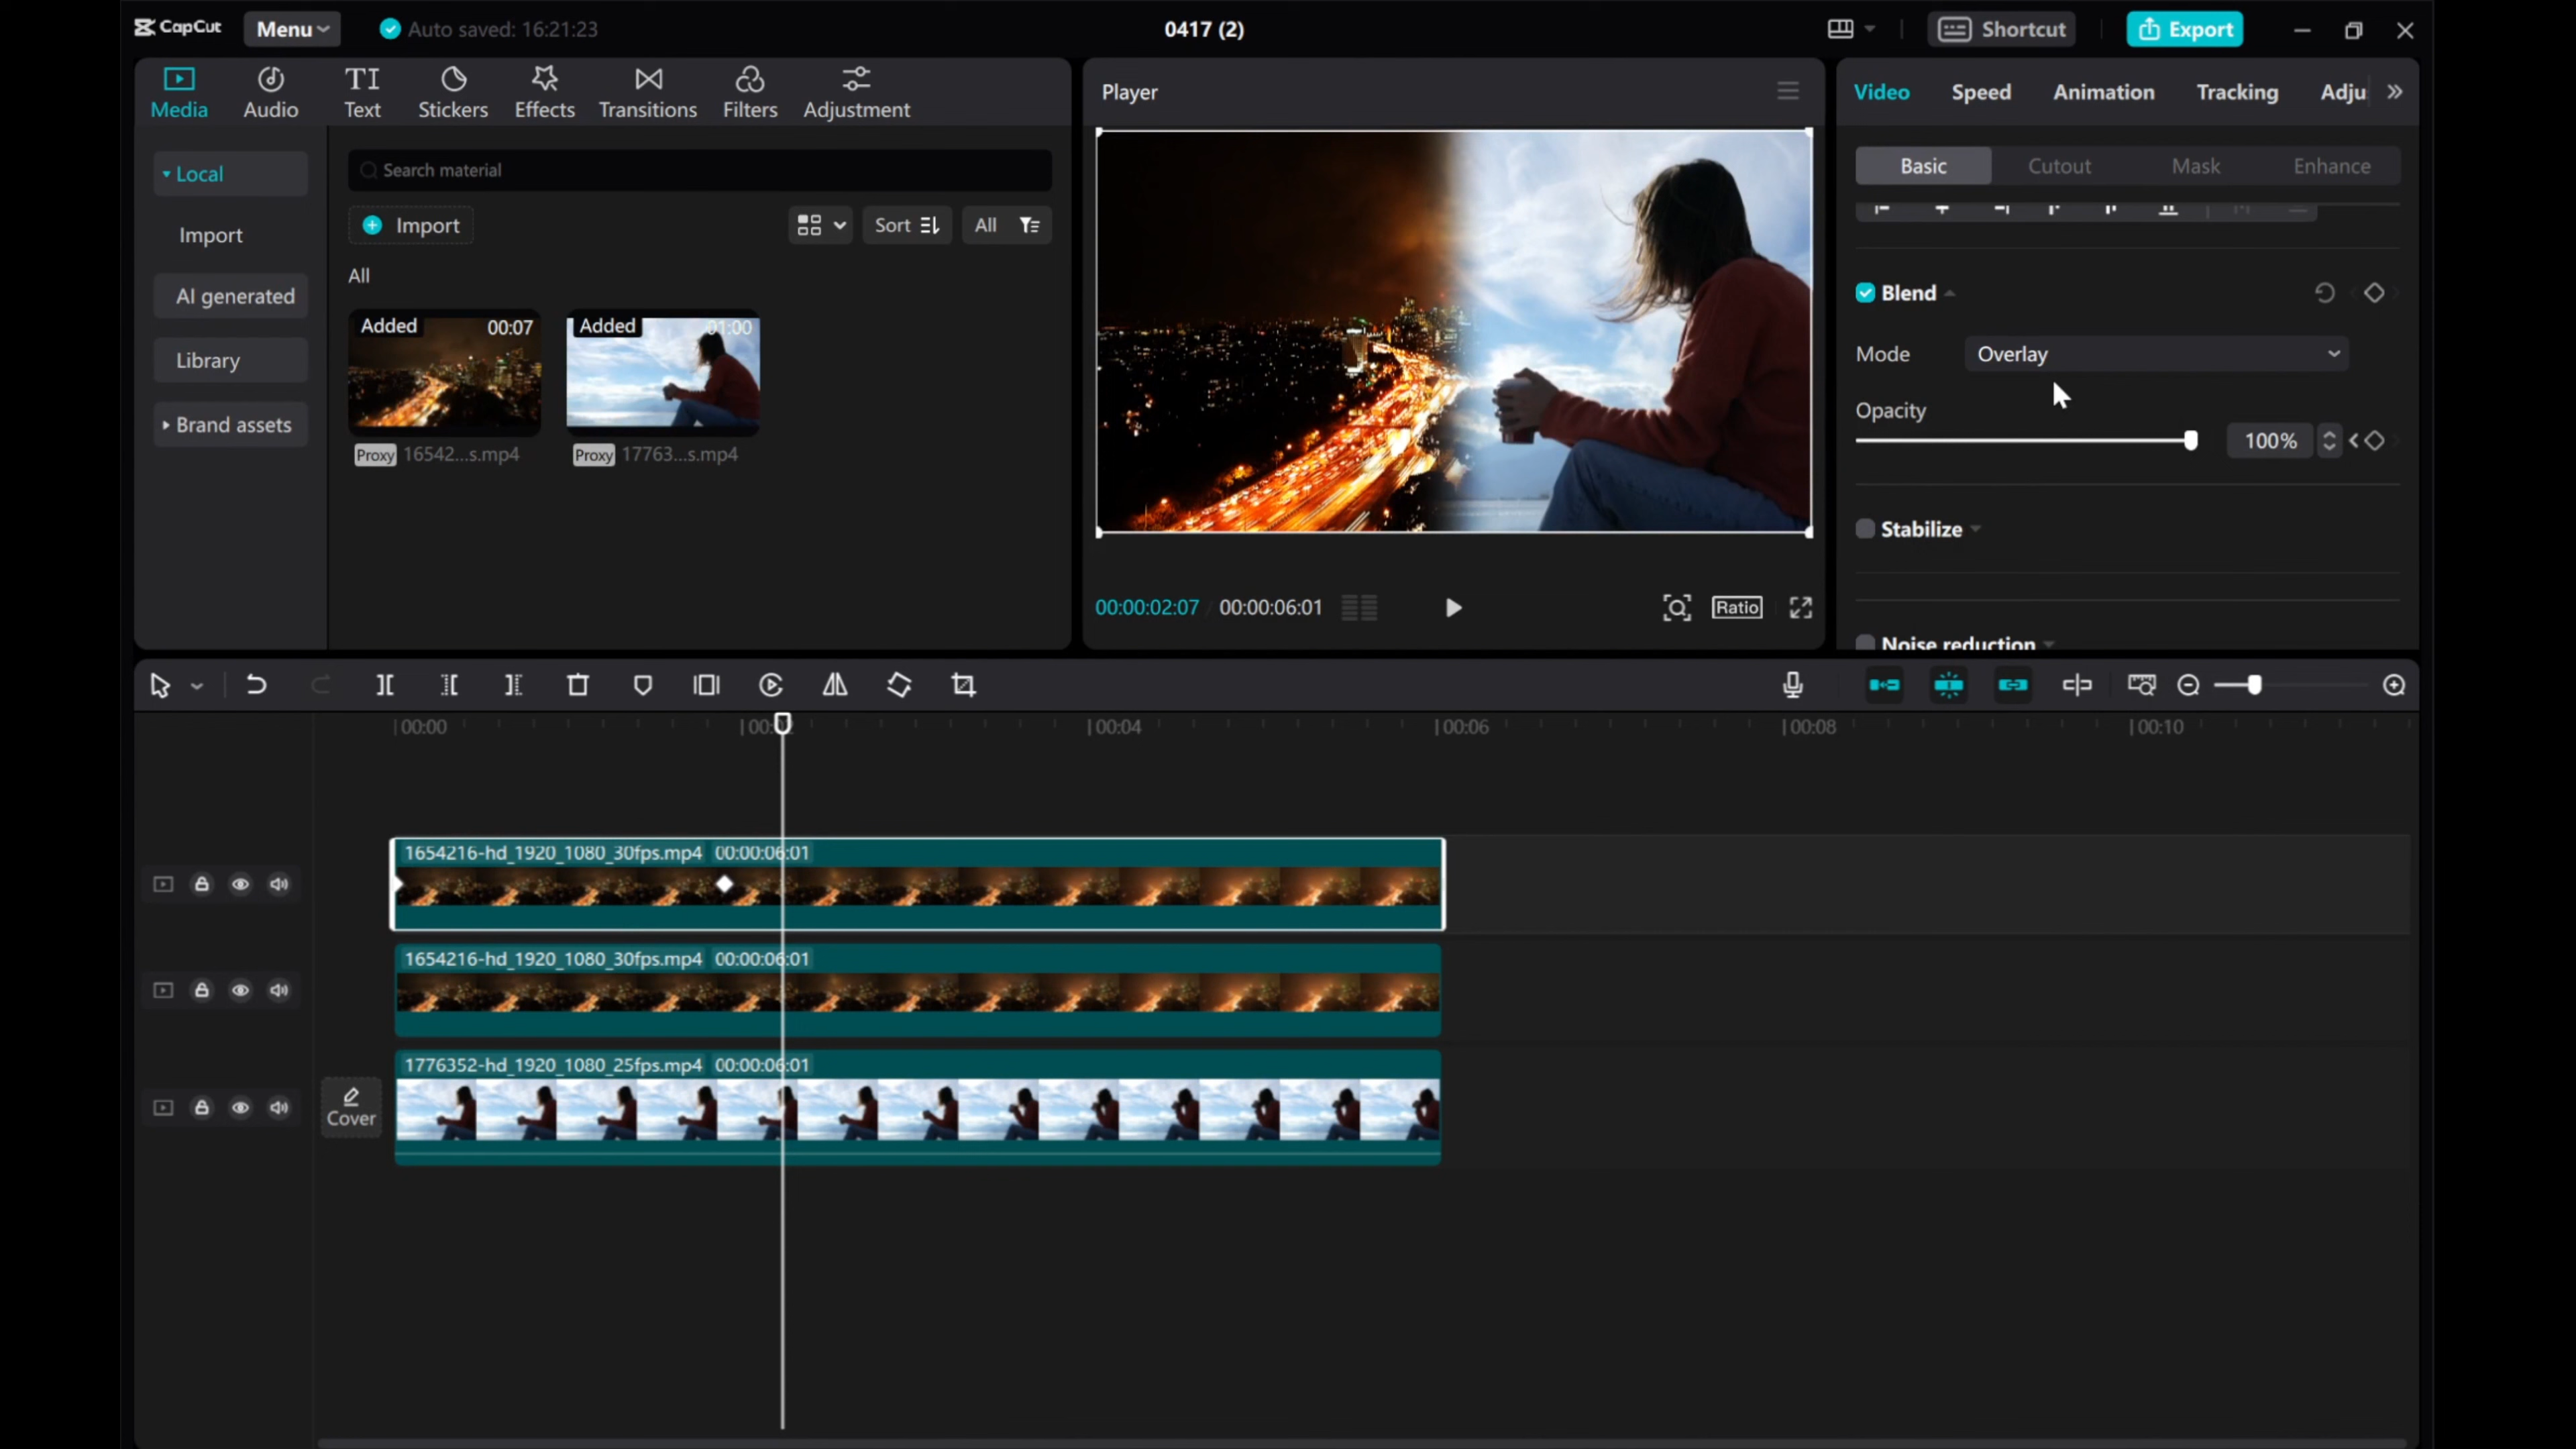 CapCut
Menu
Auto saved: 16:21:23
0417 (2)
Shortcut
Export
Media
Audio
TI
Text
Stickers
Effects
Transitions
Filters
Adjustment
Local
Import
AI generated
Library
Brand assets
Search material
Import
Sort
All
All
Added 00:07
Added 01:00
Proxy 16542...s.mp4
Proxy 17763...s.mp4
Player
00:00:02:07 / 00:00:06:01
Ratio
Video Speed Animation Tracking Adju
Basic Cutout Mask Enhance
Blend
Mode Overlay
Opacity
100%
Stabilize
Noise reduction
00:00 00:04 00:06 00:08 00:10
1654216-hd_1920_1080_30fps.mp4 00:00:06:01
1654216-hd_1920_1080_30fps.mp4 00:00:06:01
1776352-hd_1920_1080_25fps.mp4 00:00:06:01
Cover